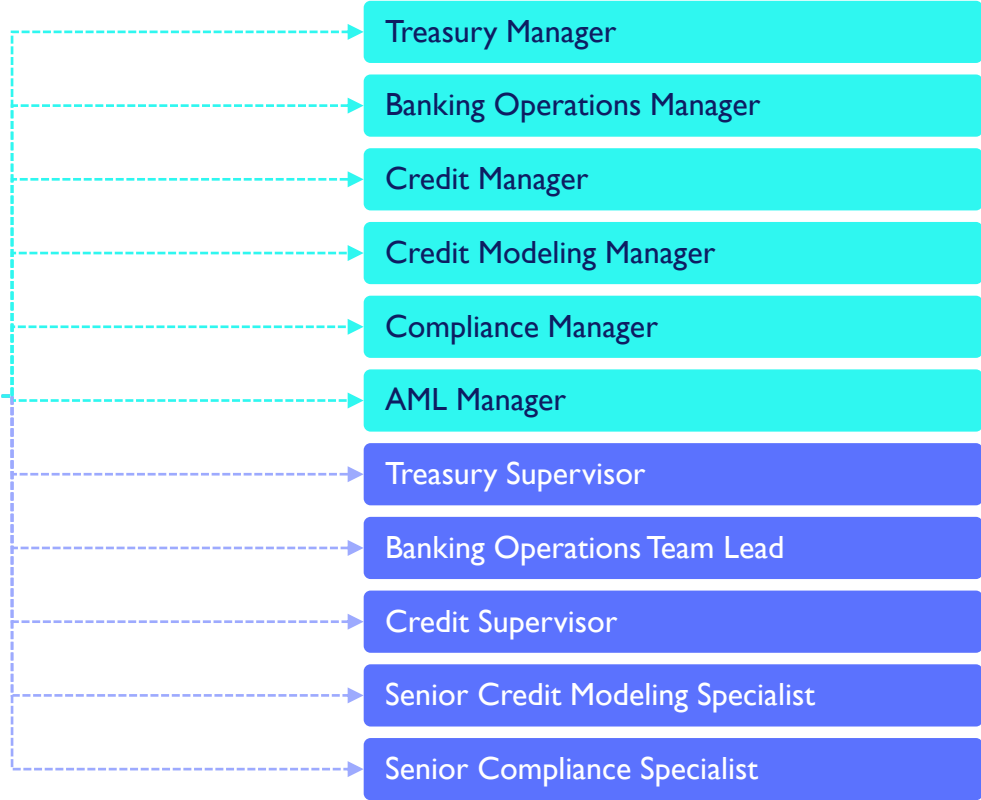 Treasury Manager
Banking Operations Manager
Credit Manager
Credit Modeling Manager
Compliance Manager
AML Manager
Treasury Supervisor
Banking Operations Team Lead
Credit Supervisor
Senior Credit Modeling Specialist
Senior Compliance Specialist